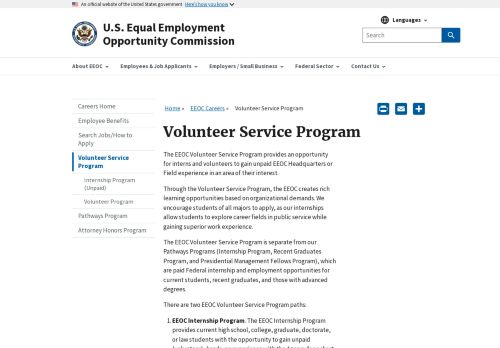 An official website of the United States government Here's how you know
U.S. Equal Employment
Opportunity Commission
Languages
Search
About EEOC
Employees & Job Applicants
Employers / Small Business
Federal Sector
Contact Us
Careers Home
Employee Benefits
Search Jobs/How to
Apply
Volunteer Service
Program
Internship Program
(Unpaid)
Volunteer Program
Pathways Program
Attorney Honors Program
Home » EEOC Careers » Volunteer Service Program
Volunteer Service Program
The EEOC Volunteer Service Program provides an opportunity
for interns and volunteers to gain unpaid EEOC Headquarters or
Field experience in an area of their interest.
Through the Volunteer Service Program, the EEOC creates rich
learning opportunities based on organizational demands. We
encourage students of all majors to apply, as our internships
allow students to explore career fields in public service while
gaining superior work experience.
The EEOC Volunteer Service Program is separate from our
Pathways Programs (Internship Program, Recent Graduates
Program, and Presidential Management Fellows Program), which
are paid Federal internship and employment opportunities for
current students, recent graduates, and those with advanced
degrees.
There are two EEOC Volunteer Service Program paths:
1. EEOC Internship Program. The EEOC Internship Program
provides current high school, college, graduate, doctorate,
or law students with the opportunity to gain unpaid